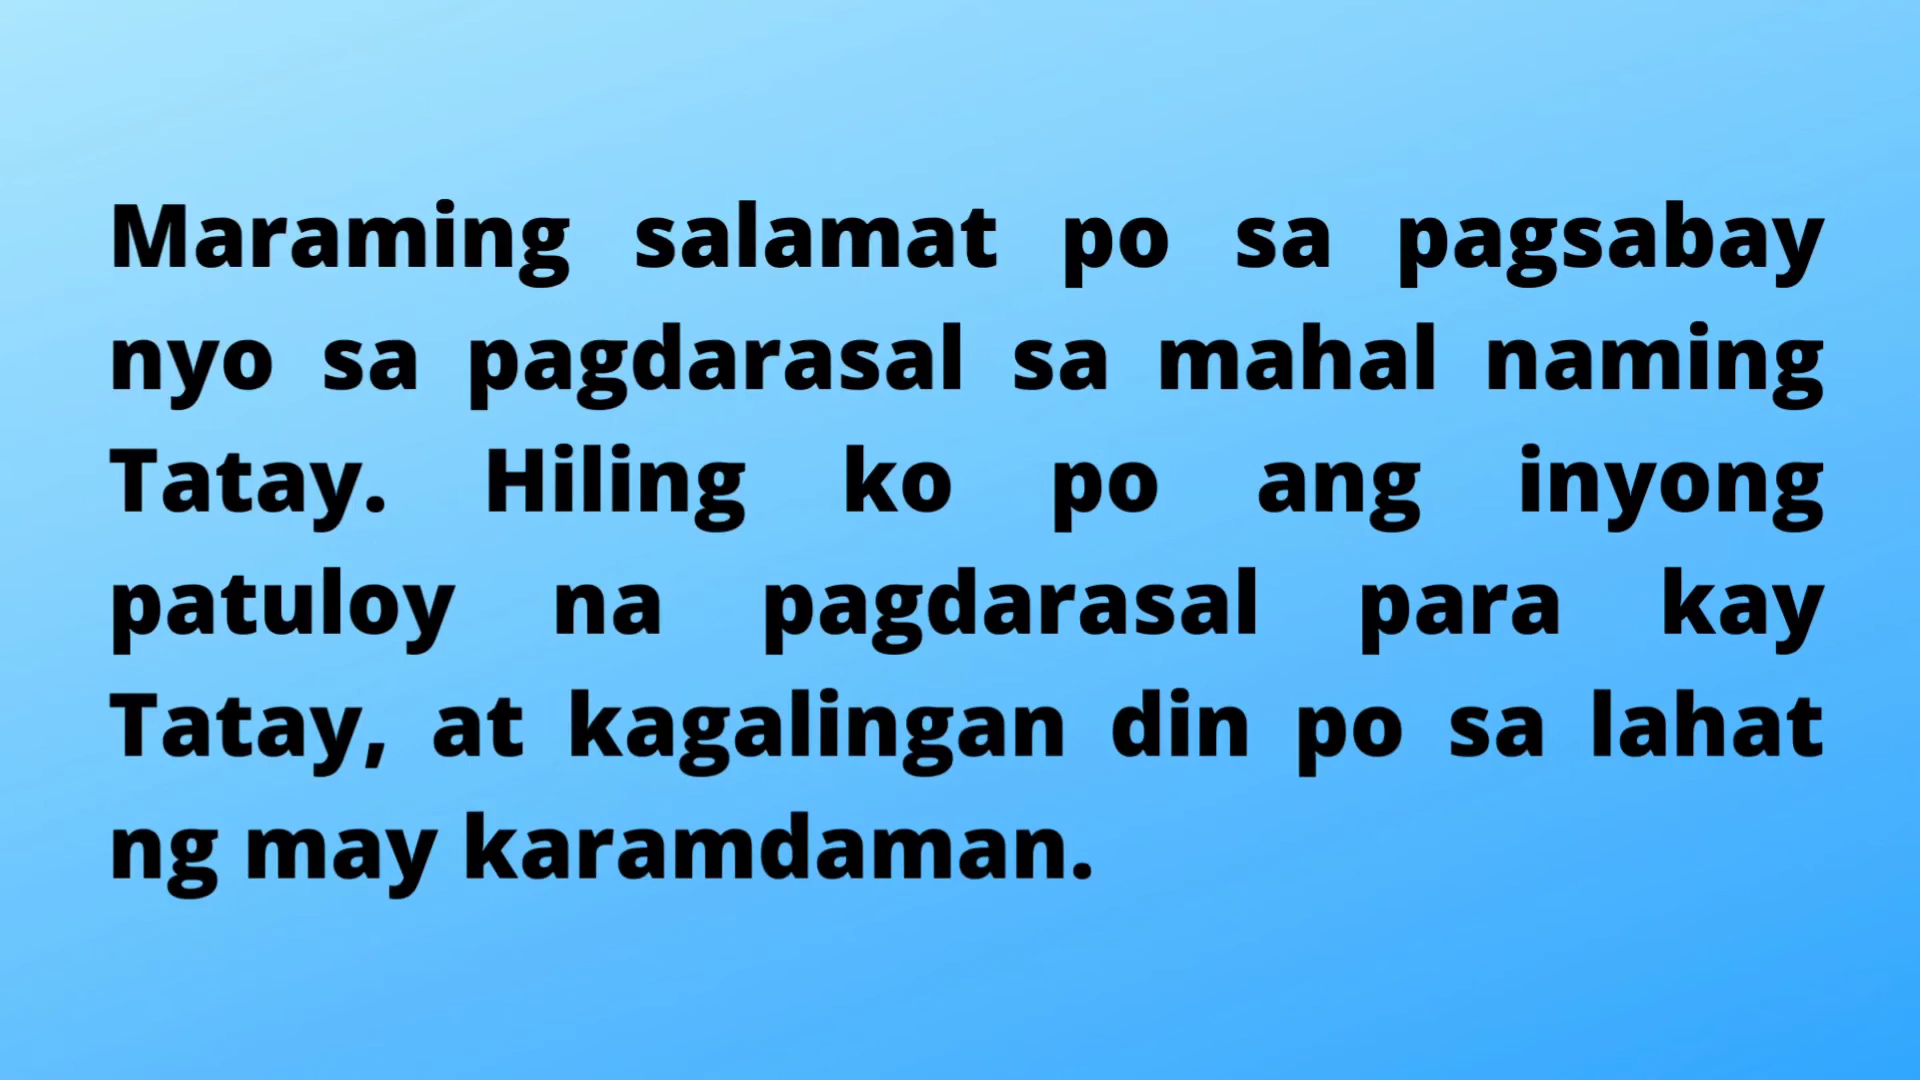 Maraming salamat po sa pagsabay
nyo sa pagdarasal sa mahal naming
Tatay. Hiling ko po ang inyong
patuloy na pagdarasal para kay
Tatay, at kagalingan din po sa lahat
ng may karamdaman.